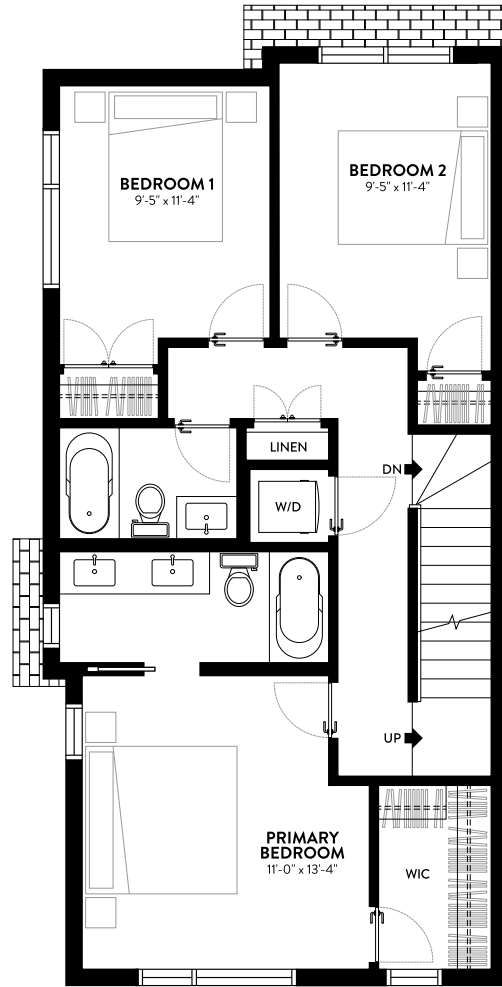 BEDROOM 1
9'-5" x 11'-4"
BEDROOM 2
9'-5" x 11'-4"
LINEN
DN
W/D
UP
PRIMARY
BEDROOM
11'-0" x 13'-4"
WIC